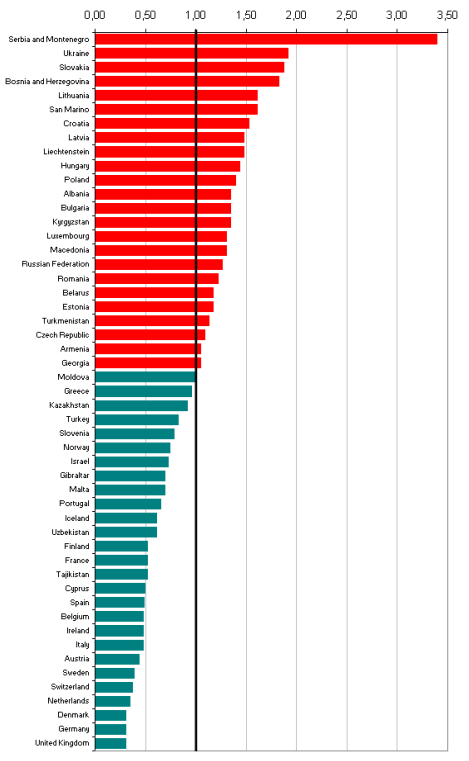 0,00 0,50 1,00 1,50 2,00 2,50 3,00 3,50
Serbia and Montenegro
Ukraine
Slovakia
Bosnia and Herzegovina
Lithuania
San Marino
Croatia
Latvia
Liechtenstein
Hungary
Poland
Albania
Bulgaria
Kyrgyzstan
Luxembourg
Macedonia
Russian Federation
Romania
Belarus
Estonia
Turkmenistan
Czech Republic
Armenia
Georgia
Moldova
Greece
Kazakhstan
Turkey
Slovenia
Norway
Israel
Gibraltar
Malta
Portugal
Iceland
Uzbekistan
Finland
France
Tajikistan
Cyprus
Spain
Belgium
Ireland
Italy
Austria
Sweden
Switzerland
Netherlands
Denmark
Germany
United Kingdom